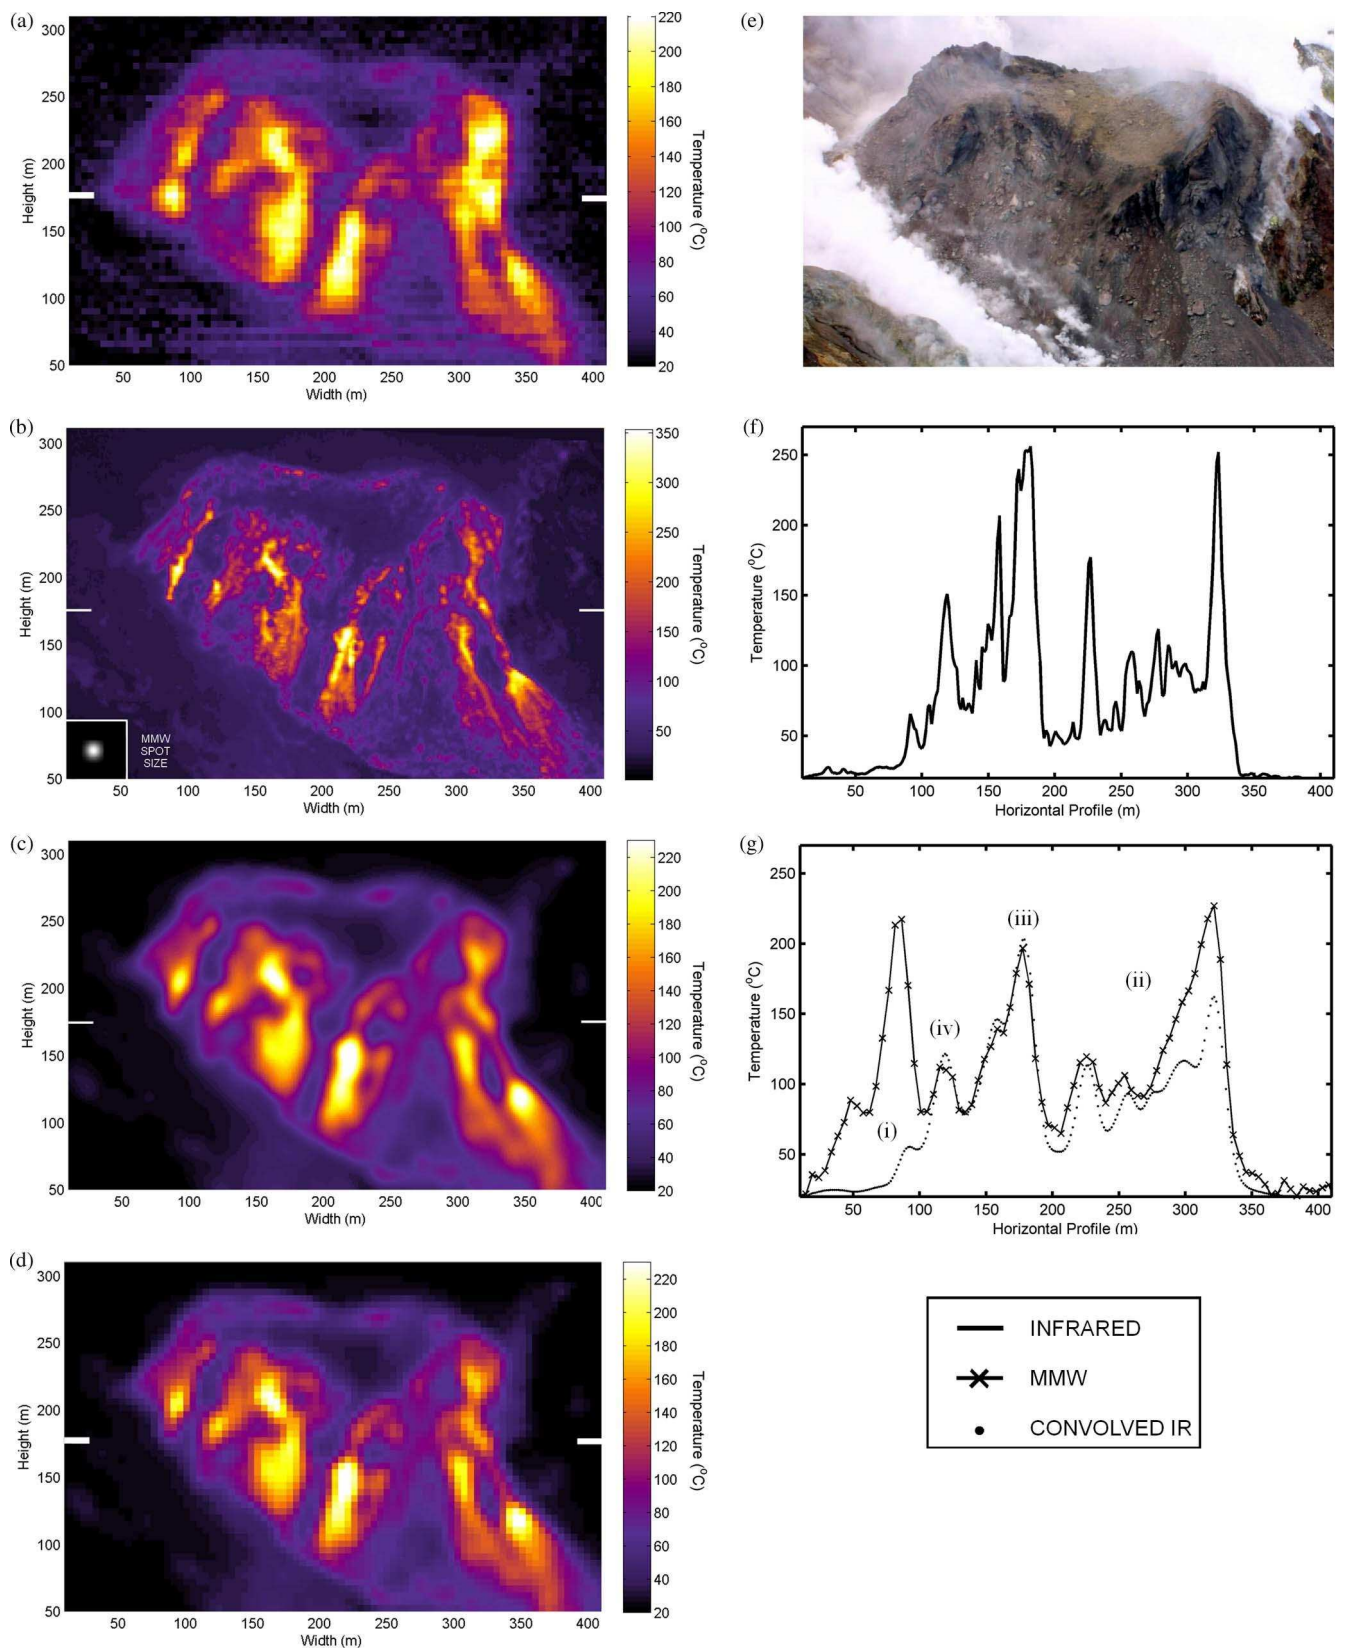 (a)
300
250
200
150
100
50
Height (m)
50 100 150 200 250 300 350 400
Width (m)
220
200
180
160
140
120
100
80
60
40
20
Temperature (°C)
(e)
(b)
300
250
200
150
100
50
Height (m)
MMW
SPOT
SIZE
50 100 150 200 250 300 350 400
Width (m)
350
300
250
200
150
100
50
Temperature (°C)
(f)
250
200
150
100
50
Temperature (°C)
50 100 150 200 250 300 350 400
Horizontal Profile (m)
(c)
300
250
200
150
100
50
Height (m)
50 100 150 200 250 300 350 400
Width (m)
220
200
180
160
140
120
100
80
60
40
20
Temperature (°C)
(g)
250
200
150
100
50
Temperature (°C)
(i)
(iv)
(iii)
(ii)
50 100 150 200 250 300 350 400
Horizontal Profile (m)
(d)
300
250
200
150
100
50
Height (m)
50 100 150 200 250 300 350 400
Width (m)
220
200
180
160
140
120
100
80
60
40
20
Temperature (°C)
INFRARED
MMW
CONVOLVED IR